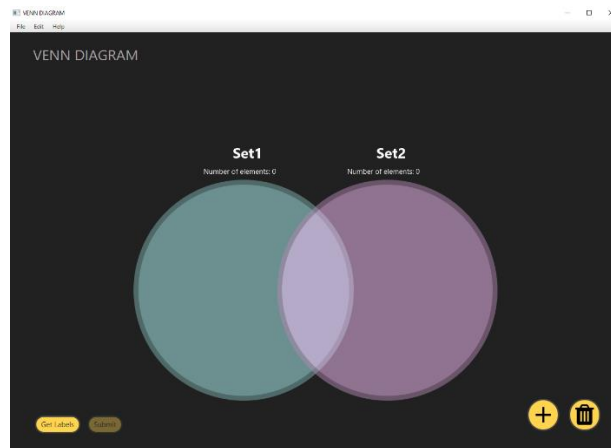 VENN DIAGRAM
File Edit Help
VENN DIAGRAM
Set1 Set2
Number of elements: 0 Number of elements: 0
Get Labels Submit